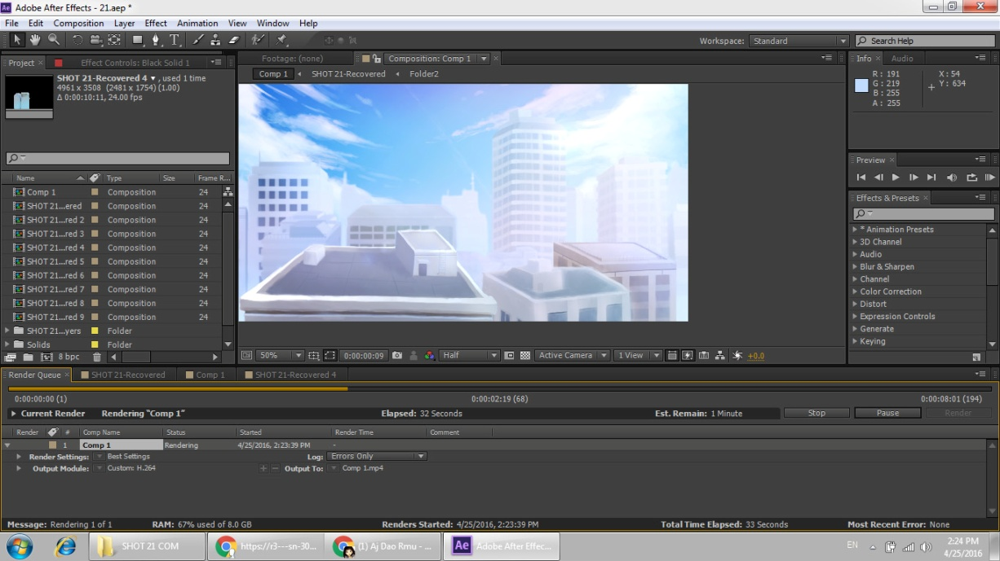 Adobe After Effects - 21.aep *
File Edit Composition Layer Effect Animation View Window Help
Workspace: Standard Search Help
Project × Effect Controls: Black Solid 1
SHOT 21-Recovered 4 ▼, used 1 time
4961 x 3508 (2481 x 1754) (1.00)
Δ 0:00:10:11, 24.00 fps
Name Type Size Frame R...
Comp 1 Composition 24
SHOT 21...ered Composition 24
SHOT 21...red 2 Composition 24
SHOT 21...red 3 Composition 24
SHOT 21...red 4 Composition 24
SHOT 21...red 5 Composition 24
SHOT 21...red 6 Composition 24
SHOT 21...red 7 Composition 24
SHOT 21...red 8 Composition 24
SHOT 21...red 9 Composition 24
SHOT 21...yers Folder
Solids Folder
8 bpc
Footage: (none) Composition: Comp 1 ×
Comp 1 SHOT 21-Recovered Folder2
50% 0:00:00:09 Half Active Camera 1 View +0.0
Info × Audio
R : 191 X : 54
G : 219 Y : 634
B : 255
A : 255
Preview ×
Effects & Presets ×
* Animation Presets
3D Channel
Audio
Blur & Sharpen
Channel
Color Correction
Distort
Expression Controls
Generate
Keying
Render Queue × SHOT 21-Recovered Comp 1 SHOT 21-Recovered 4
0:00:00:00 (1) 0:00:02:19 (68) 0:00:08:01 (194)
Current Render Rendering "Comp 1" Elapsed: 32 Seconds Est. Remain: 1 Minute Stop Pause Render
Render # Comp Name Status Started Render Time Comment
1 Comp 1 Rendering 4/25/2016, 2:23:39 PM -
Render Settings: Best Settings Log: Errors Only
Output Module: Custom: H.264 + − Output To: Comp 1.mp4
Message: Rendering 1 of 1 RAM: 67% used of 8.0 GB Renders Started: 4/25/2016, 2:23:39 PM Total Time Elapsed: 33 Seconds Most Recent Error: None
SHOT 21 COM https://r3---sn-30... (1) Aj Dao Rmu - ... Ae Adobe After Effec... EN 2:24 PM
4/25/2016